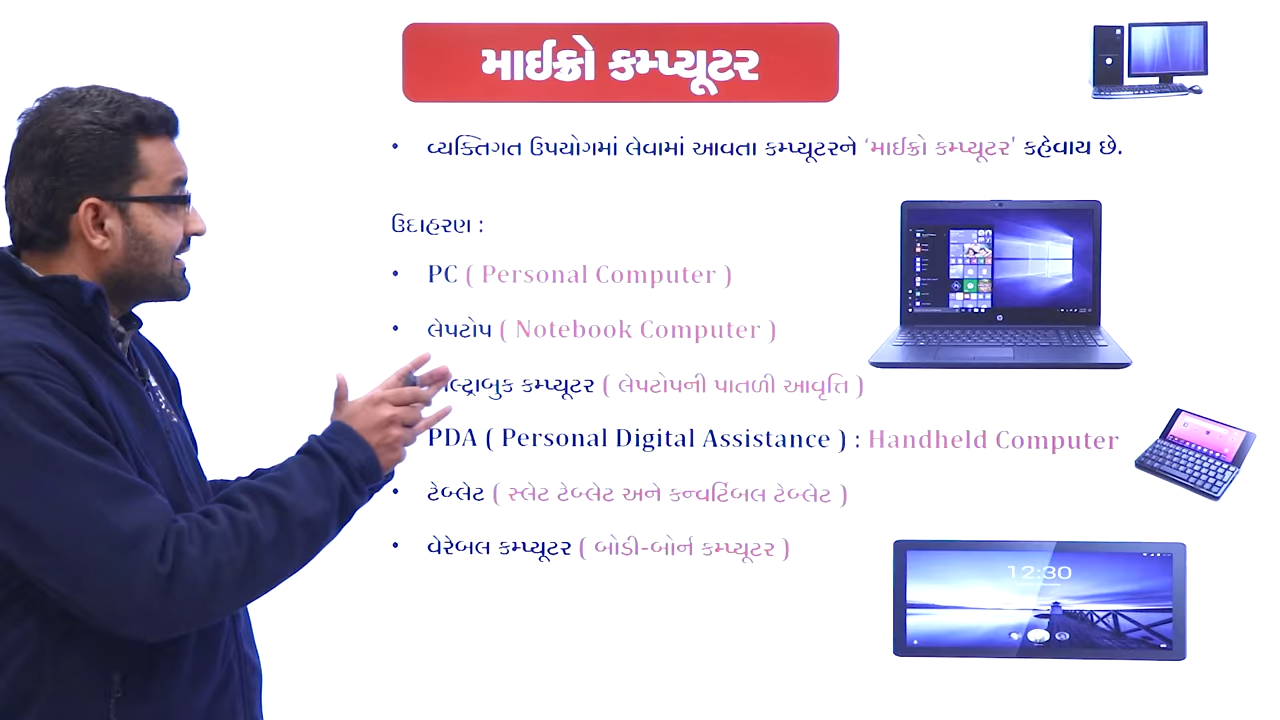 માઈક્રો કમ્પ્યૂટર
• વ્યક્તિગત ઉપયોગમાં લેવામાં આવતા કમ્પ્યૂટરને 'માઈક્રો કમ્પ્યૂટર' કહેવાય છે.
ઉદાહરણ :
• PC ( Personal Computer )
• લેપટોપ ( Notebook Computer )
કમ્પ્યૂટર ( લેપટોપની પાતળી આવૃત્તિ )
PDA ( Personal Digital Assistance ) : Handheld Computer
• ટેબ્લેટ ( સ્લેટ ટેબ્લેટ અને કન્વર્ટિબલ ટેબ્લેટ )
• વેરેબલ કમ્પ્યૂટર ( બોડી-બોર્ન કમ્પ્યૂટર )
12:30